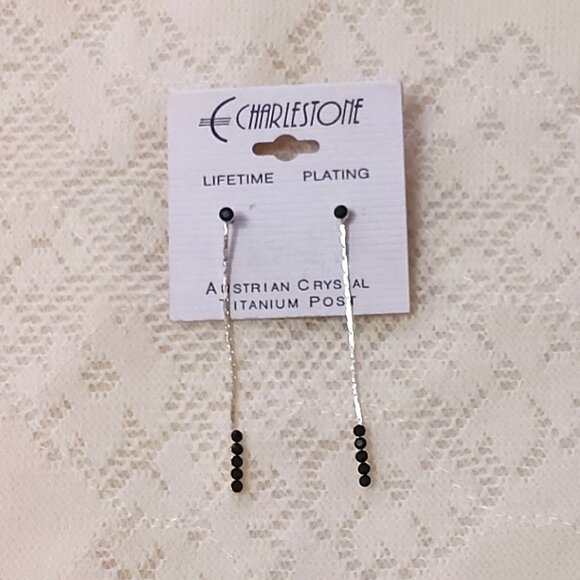 CHARLESTONE
LIFETIME PLATING
AUSTRIAN CRYSTAL
TITANIUM POST